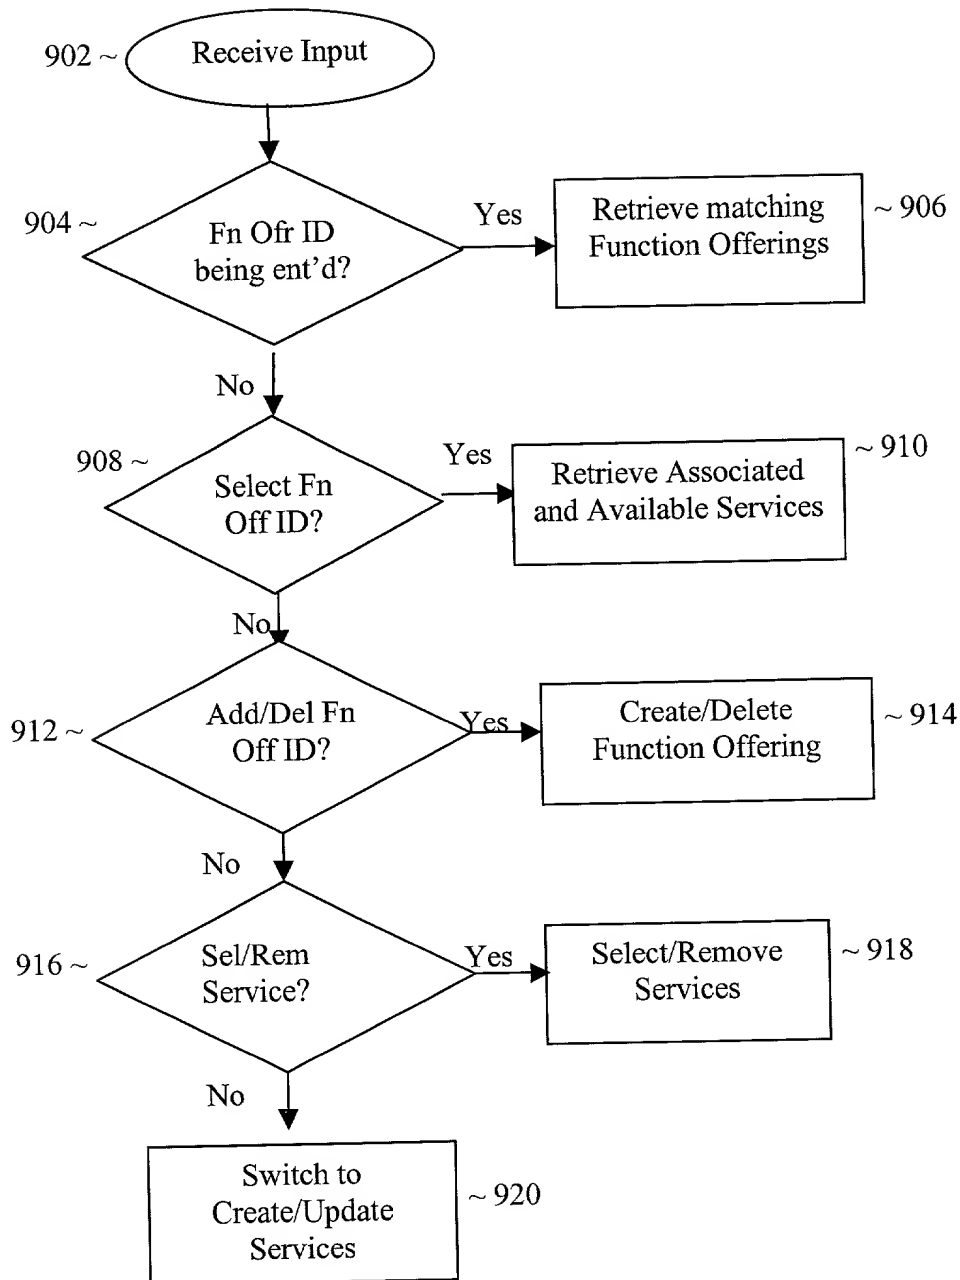 902 ~
Receive Input
904 ~
Fn Ofr ID
being ent'd?
Yes
Retrieve matching
Function Offerings
~ 906
No
908 ~
Select Fn
Off ID?
Yes
Retrieve Associated
and Available Services
~ 910
No
912 ~
Add/Del Fn
Off ID?
Yes
Create/Delete
Function Offering
~ 914
No
916 ~
Sel/Rem
Service?
Yes
Select/Remove
Services
~ 918
No
Switch to
Create/Update
Services
~ 920